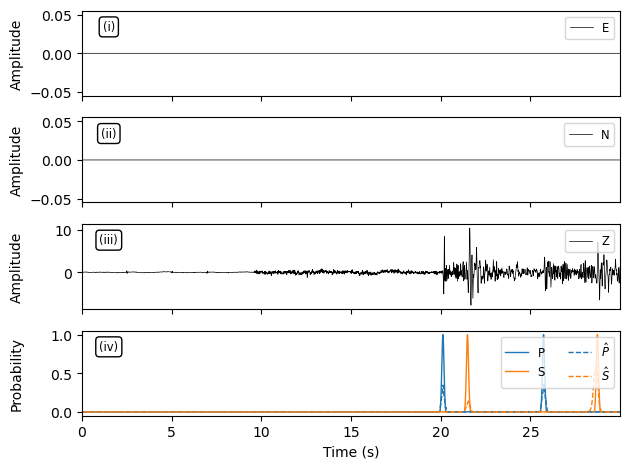 0.05
(i)
E
Amplitude
0.00
−0.05
0.05
(ii)
N
Amplitude
0.00
−0.05
10
(iii)
Z
Amplitude
0
1.0
(iv)
P
P̂
S
Ŝ
Probability
0.5
0.0
0 5 10 15 20 25
Time (s)